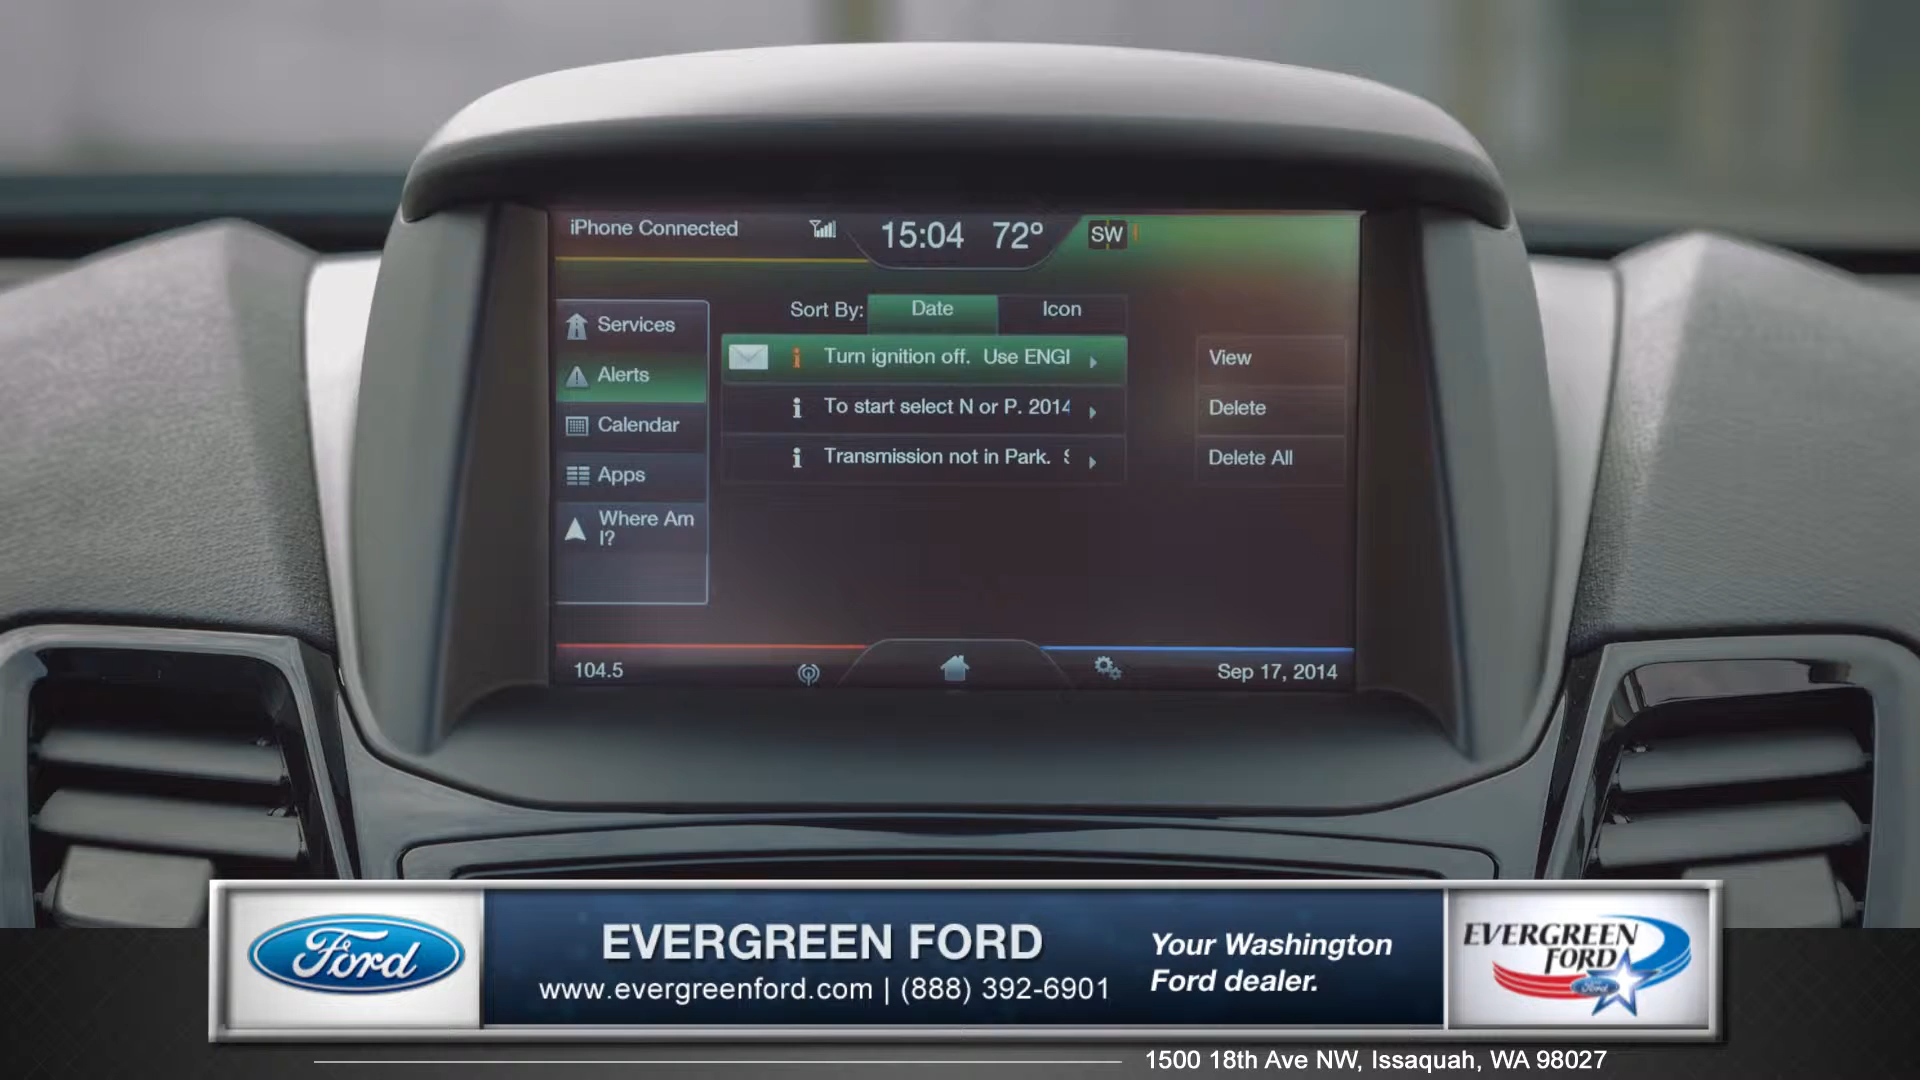 iPhone Connected
15:04 72º
SW
Services
Alerts
Calendar
Apps
Where Am
I?
Sort By: Date Icon
Turn ignition off. Use ENGI
To start select N or P. 2014
Transmission not in Park.
View
Delete
Delete All
104.5
Sep 17, 2014
Ford
EVERGREEN FORD
www.evergreenford.com | (888) 392-6901
Your Washington
Ford dealer.
EVERGREEN
FORD
Ford
1500 18th Ave NW, Issaquah, WA 98027